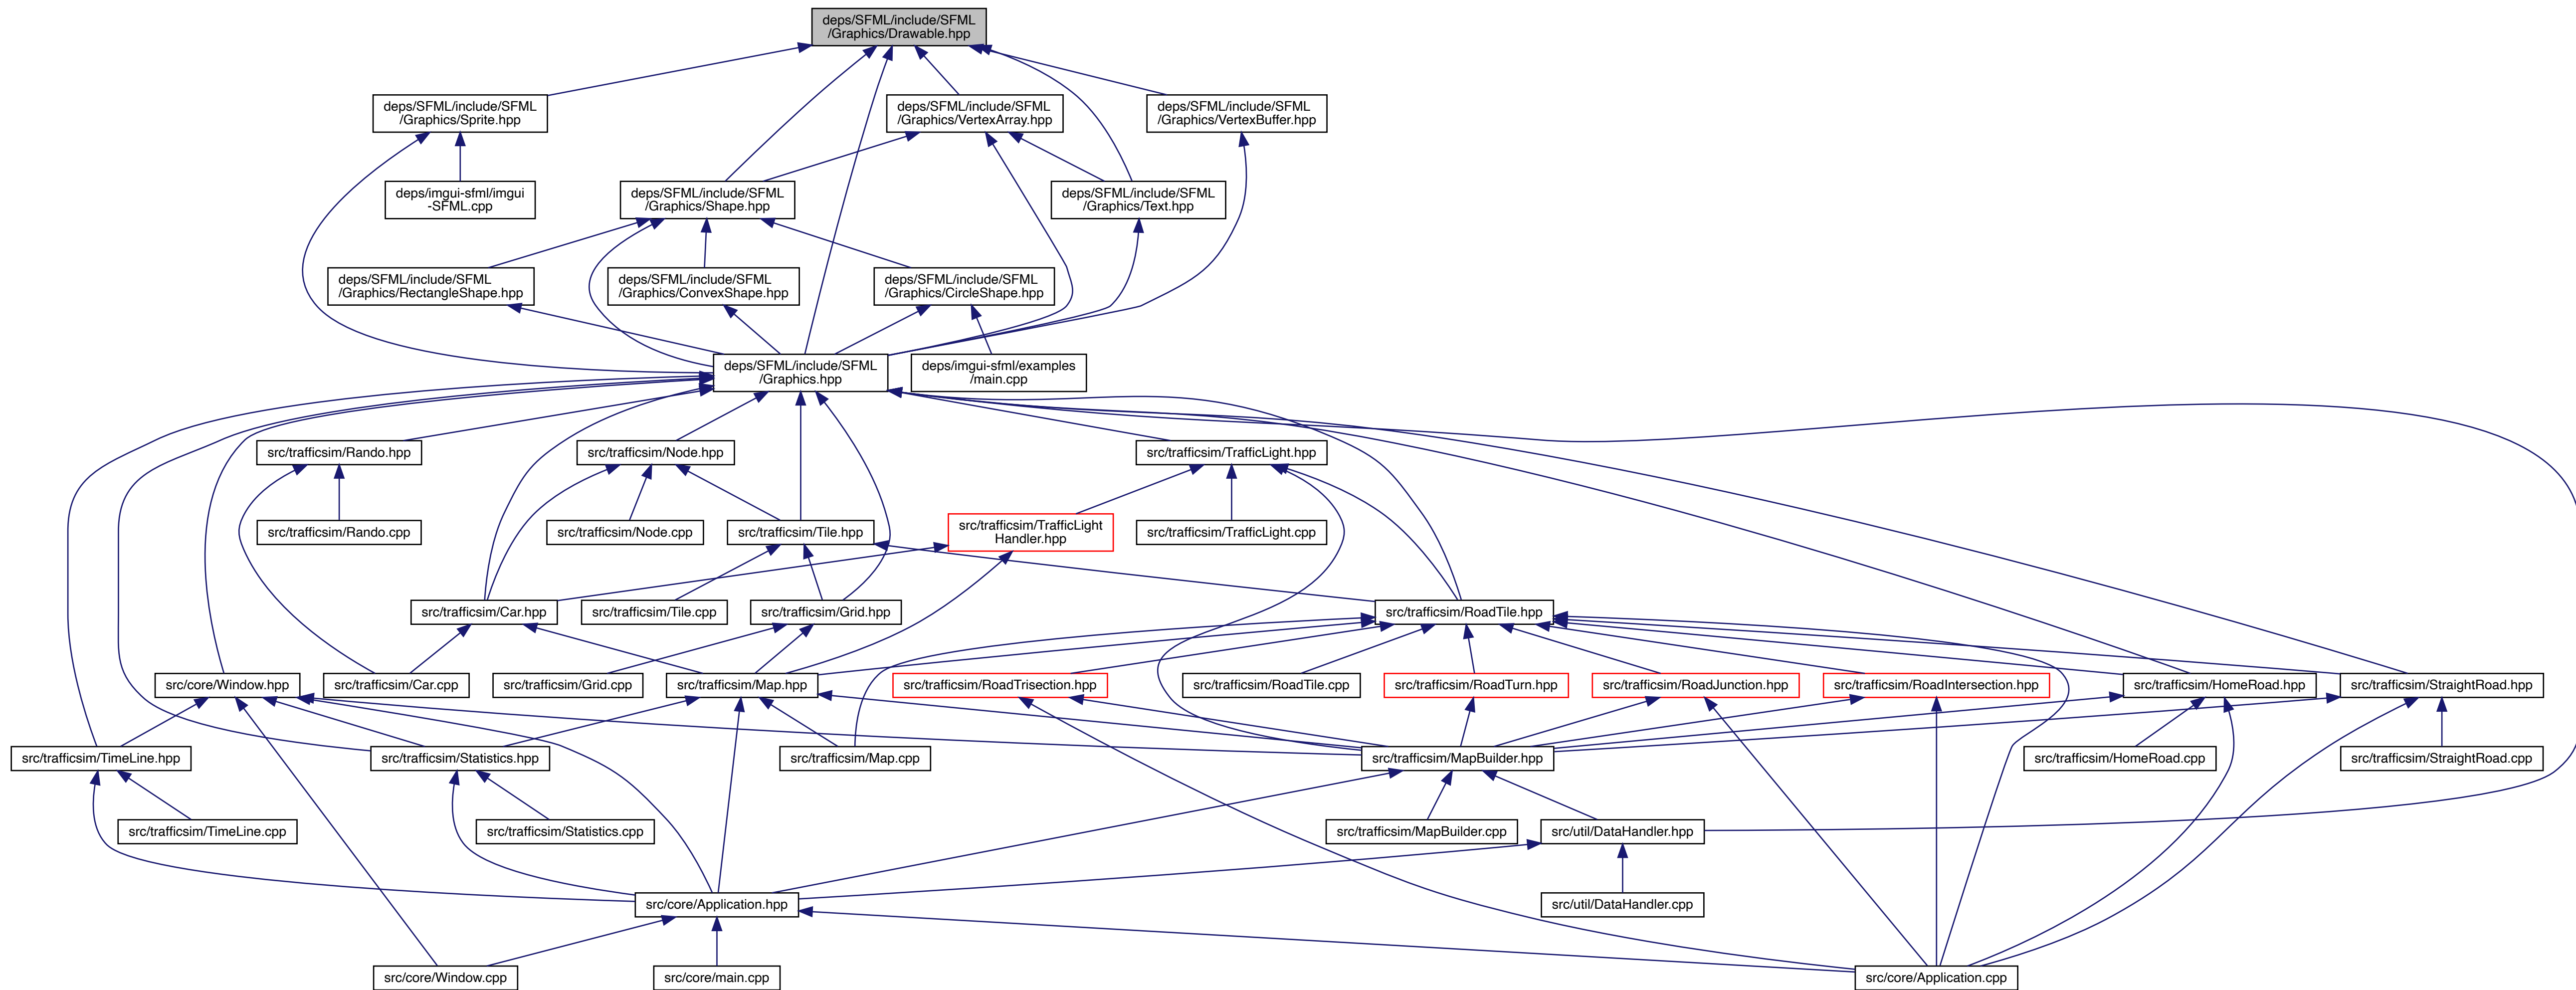 deps/SFML/include/SFML
/Graphics/Drawable.hpp
deps/SFML/include/SFML
/Graphics/Sprite.hpp
deps/SFML/include/SFML
/Graphics/VertexArray.hpp
deps/SFML/include/SFML
/Graphics/VertexBuffer.hpp
deps/imgui-sfml/imgui
-SFML.cpp
deps/SFML/include/SFML
/Graphics/Shape.hpp
deps/SFML/include/SFML
/Graphics/Text.hpp
deps/SFML/include/SFML
/Graphics/RectangleShape.hpp
deps/SFML/include/SFML
/Graphics/ConvexShape.hpp
deps/SFML/include/SFML
/Graphics/CircleShape.hpp
deps/SFML/include/SFML
/Graphics.hpp
deps/imgui-sfml/examples
/main.cpp
src/trafficsim/Rando.hpp
src/trafficsim/Node.hpp
src/trafficsim/TrafficLight.hpp
src/trafficsim/Rando.cpp
src/trafficsim/Node.cpp
src/trafficsim/Tile.hpp
src/trafficsim/TrafficLight
Handler.hpp
src/trafficsim/TrafficLight.cpp
src/trafficsim/Car.hpp
src/trafficsim/Tile.cpp
src/trafficsim/Grid.hpp
src/trafficsim/RoadTile.hpp
src/core/Window.hpp
src/trafficsim/Car.cpp
src/trafficsim/Grid.cpp
src/trafficsim/Map.hpp
src/trafficsim/RoadTrisection.hpp
src/trafficsim/RoadTile.cpp
src/trafficsim/RoadTurn.hpp
src/trafficsim/RoadJunction.hpp
src/trafficsim/RoadIntersection.hpp
src/trafficsim/HomeRoad.hpp
src/trafficsim/StraightRoad.hpp
src/trafficsim/TimeLine.hpp
src/trafficsim/Statistics.hpp
src/trafficsim/Map.cpp
src/trafficsim/MapBuilder.hpp
src/trafficsim/HomeRoad.cpp
src/trafficsim/StraightRoad.cpp
src/trafficsim/TimeLine.cpp
src/trafficsim/Statistics.cpp
src/trafficsim/MapBuilder.cpp
src/util/DataHandler.hpp
src/core/Application.hpp
src/util/DataHandler.cpp
src/core/Window.cpp
src/core/main.cpp
src/core/Application.cpp